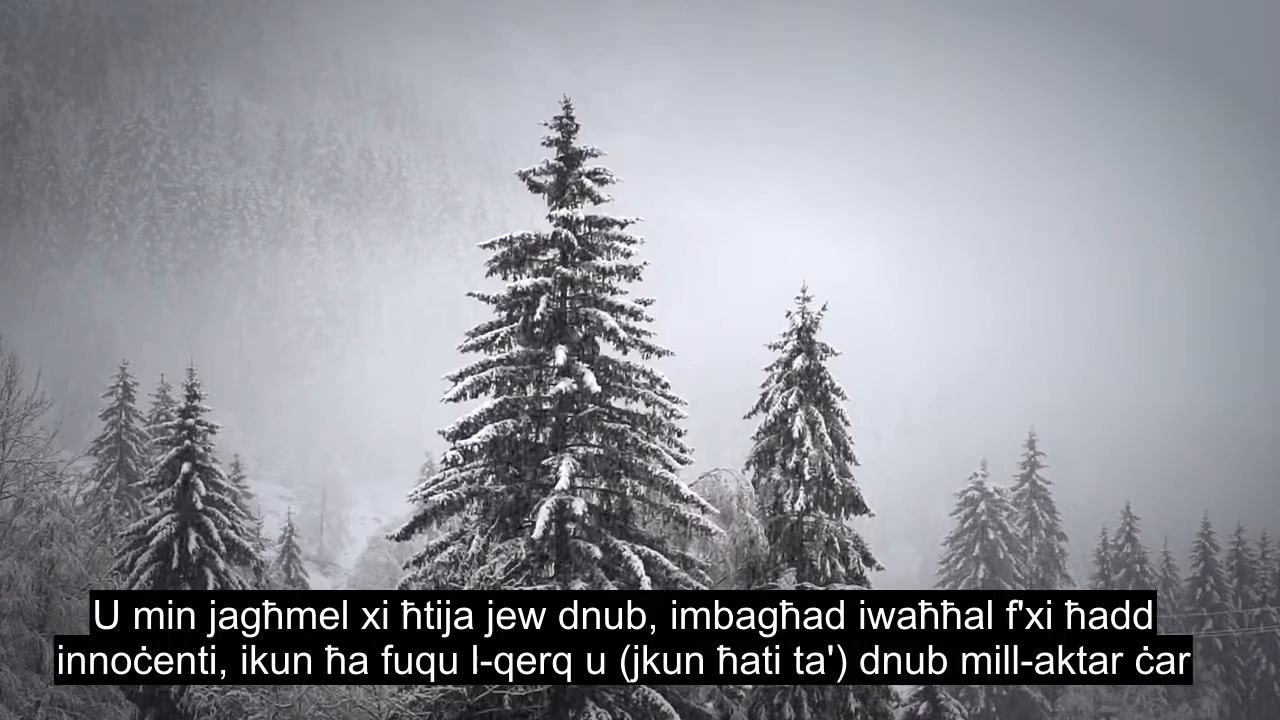 U min jagħmel xi ħtija jew dnub, imbagħad iwaħħal f'xi ħadd
innoċenti, ikun ħa fuqu l-qerq u (jkun ħati ta') dnub mill-aktar ċar